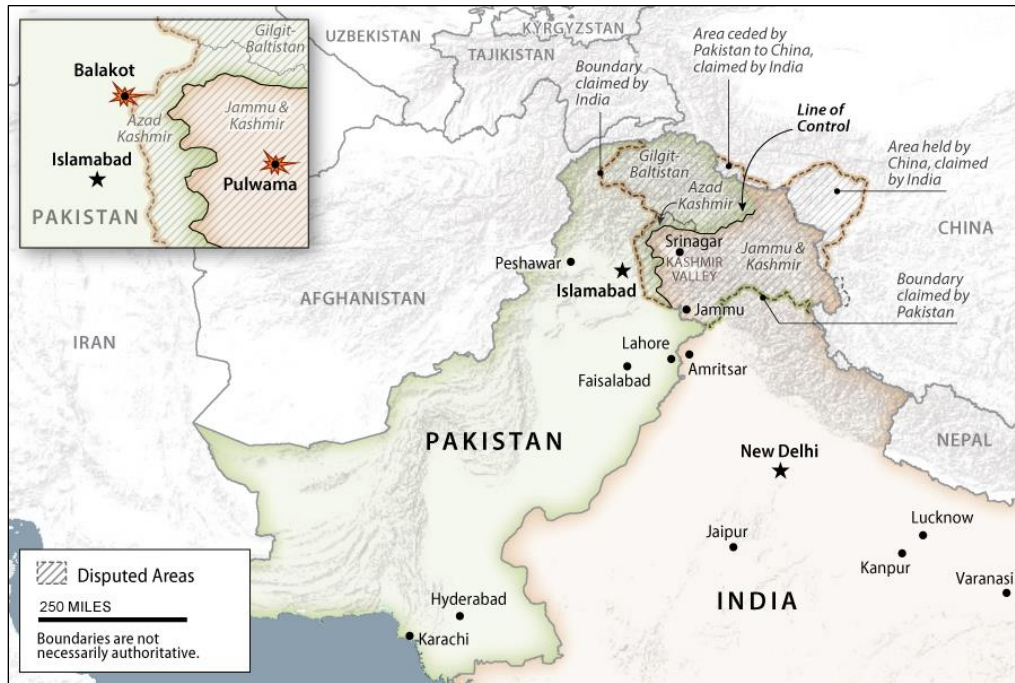 Balakot
Gilgit-
Baltistan
Azad
Kashmir
Jammu &
Kashmir
Islamabad
Pulwama
PAKISTAN
UZBEKISTAN
KYRGYZSTAN
TAJIKISTAN
Boundary
claimed by
India
Area ceded by
Pakistan to China,
claimed by India
Line of
Control
Area held by
China, claimed
by India
Gilgit-
Baltistan
Azad
Kashmir
Srinagar
KASHMIR
VALLEY
Jammu &
Kashmir
CHINA
Peshawar
Islamabad
Jammu
Boundary
claimed by
Pakistan
AFGHANISTAN
IRAN
Lahore
Faisalabad
Amritsar
PAKISTAN
NEPAL
New Delhi
Jaipur
Lucknow
Kanpur
Varanasi
INDIA
Hyderabad
Karachi
Disputed Areas
250 MILES
Boundaries are not
necessarily authoritative.